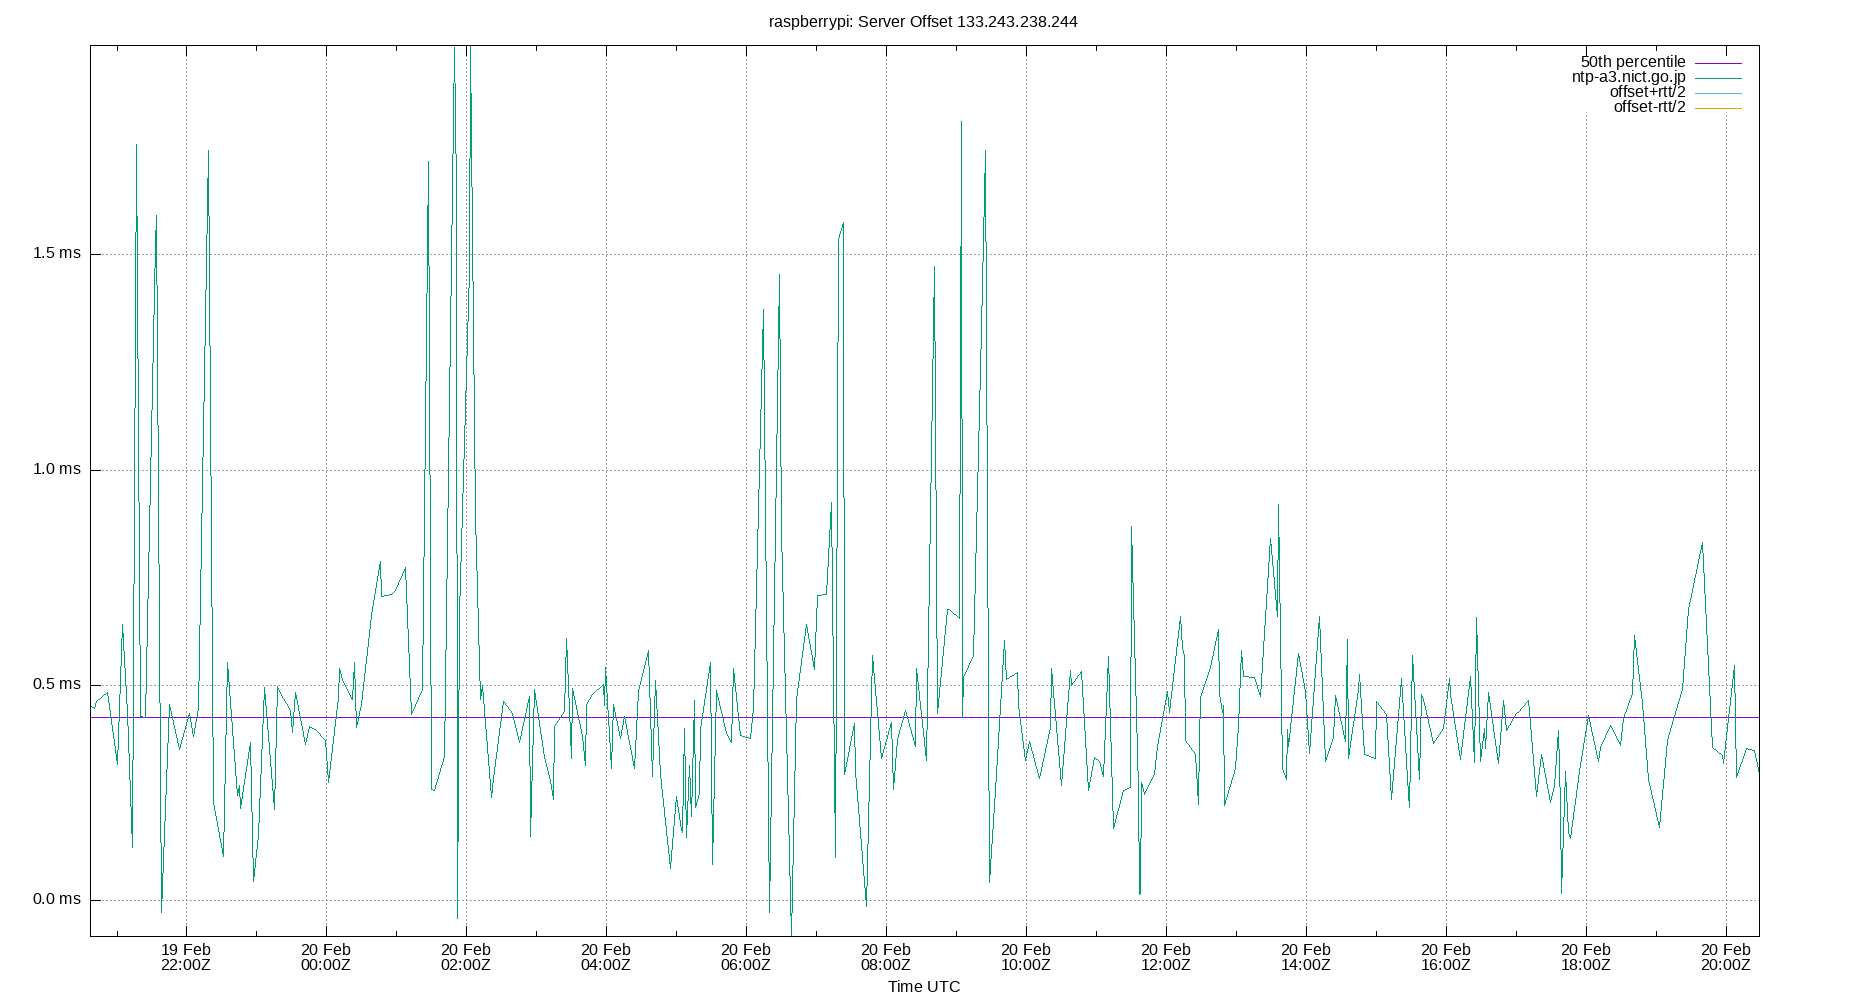 raspberrypi: Server Offset 133.243.238.244
50th percentile
ntp-a3.nict.go.jp
offset+rtt/2
offset-rtt/2
1.5 ms
1.0 ms
0.5 ms
0.0 ms
19 Feb 20 Feb 20 Feb 20 Feb 20 Feb 20 Feb 20 Feb 20 Feb 20 Feb 20 Feb 20 Feb 20 Feb
22:00Z 00:00Z 02:00Z 04:00Z 06:00Z 08:00Z 10:00Z 12:00Z 14:00Z 16:00Z 18:00Z 20:00Z
Time UTC